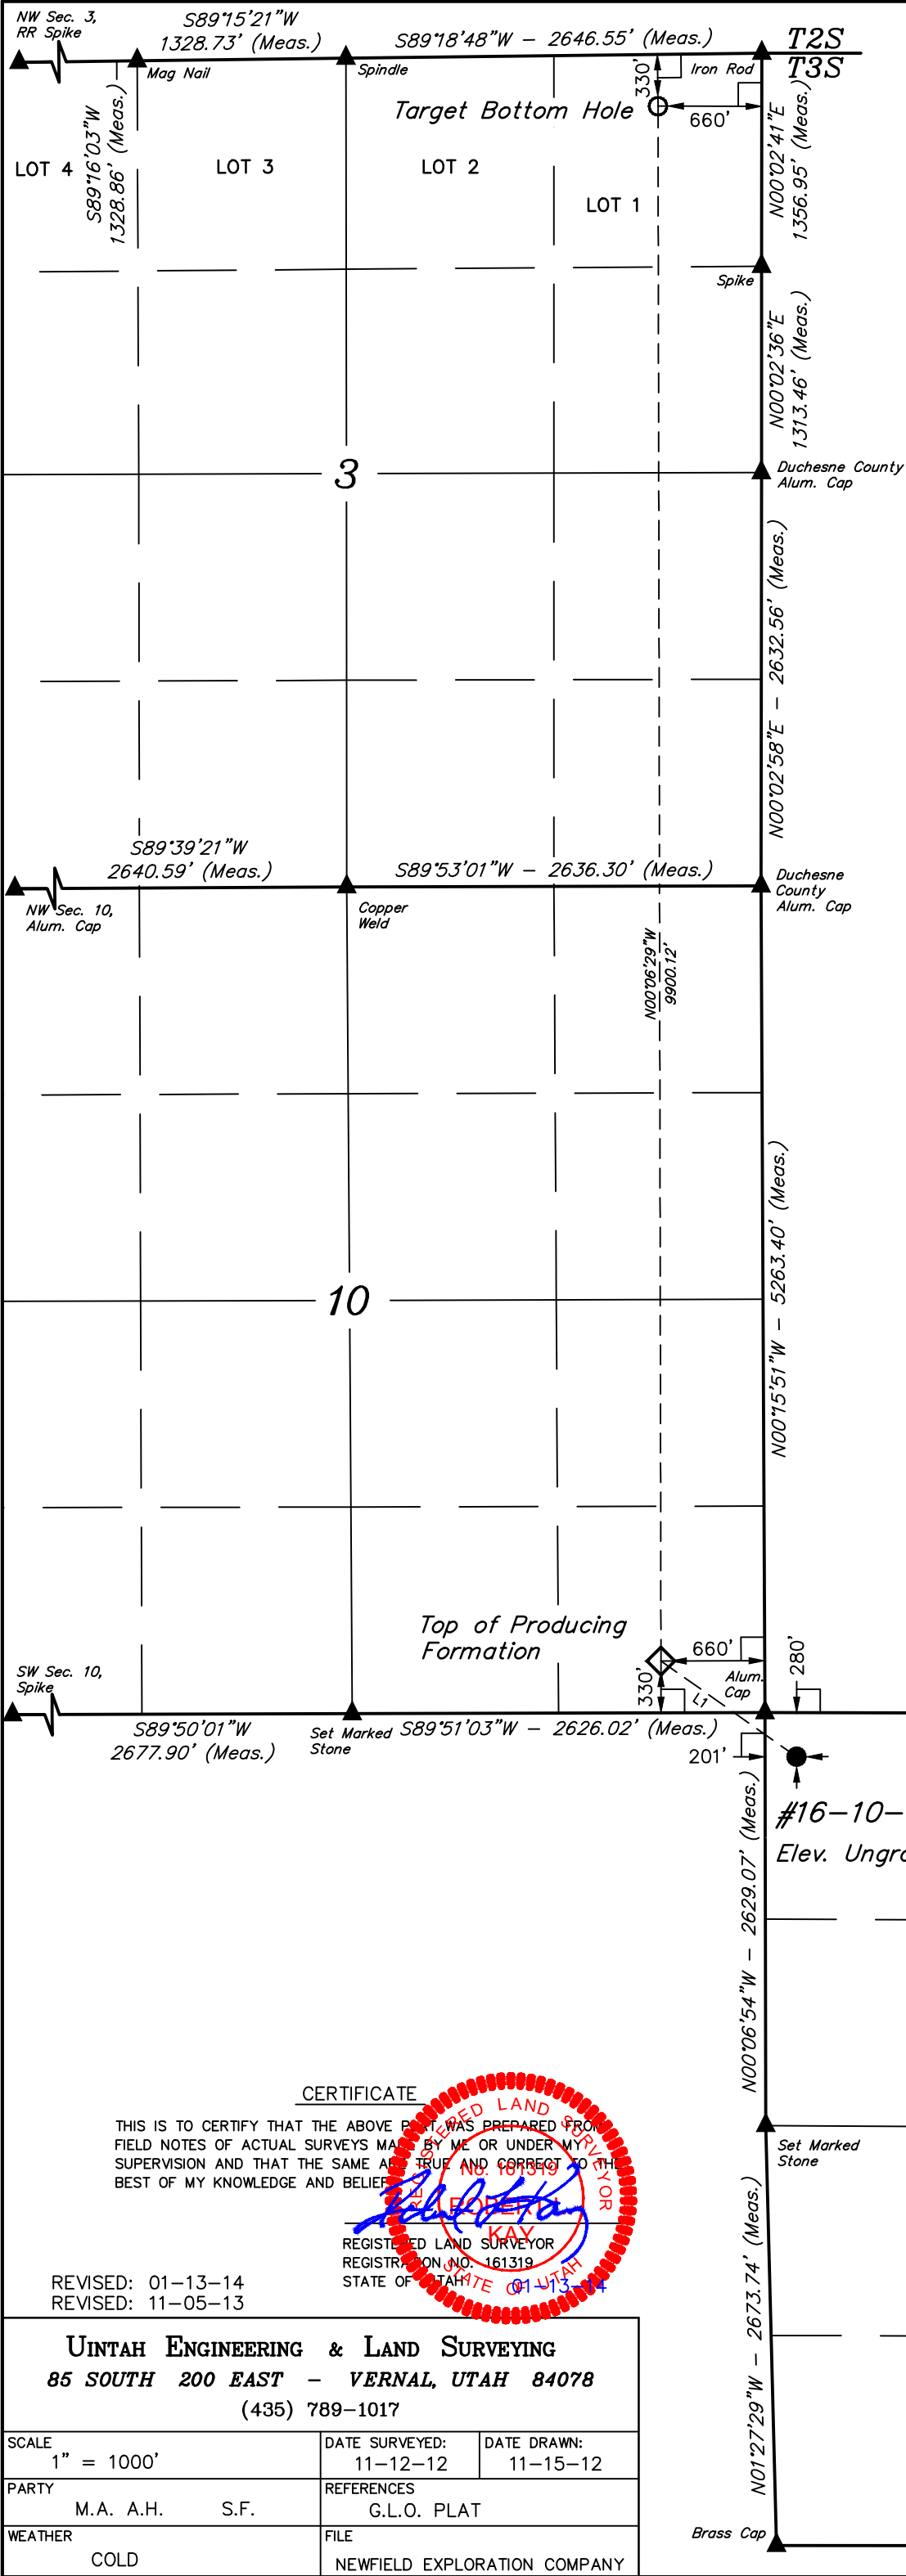 NW Sec. 3,
RR Spike
S89°15'21"W
1328.73' (Meas.)
S89°18'48"W - 2646.55' (Meas.)
T2S
T3S
Mag Nail
Spindle
Iron Rod
330'
660'
Target Bottom Hole
S89°16'03"W
1328.86' (Meas.)
N00°02'41"E
1356.95' (Meas.)
LOT 4
LOT 3
LOT 2
LOT 1
Spike
N00°02'36"E
1313.46' (Meas.)
3
Duchesne County
Alum. Cap
N00°02'58"E - 2632.56' (Meas.)
S89°39'21"W
2640.59' (Meas.)
S89°53'01"W - 2636.30' (Meas.)
NW Sec. 10,
Alum. Cap
Copper
Weld
Duchesne
County
Alum. Cap
N00°06'29"W
9900.12'
10
N00°15'51"W - 5263.40' (Meas.)
Top of Producing
Formation
660'
330'
280'
L1
Alum.
Cap
SW Sec. 10,
Spike
S89°50'01"W
2677.90' (Meas.)
Set Marked
Stone
S89°51'03"W - 2626.02' (Meas.)
201'
#16-10-
Elev. Ungra
N00°06'54"W - 2629.07' (Meas.)
Set Marked
Stone
N01°27'29"W - 2673.74' (Meas.)
Brass Cap
CERTIFICATE
THIS IS TO CERTIFY THAT THE ABOVE PLAT WAS PREPARED FROM
FIELD NOTES OF ACTUAL SURVEYS MADE BY ME OR UNDER MY
SUPERVISION AND THAT THE SAME ARE TRUE AND CORRECT TO THE
BEST OF MY KNOWLEDGE AND BELIEF
REGISTERED LAND SURVEYOR
No. 161319
ROBERT L.
KAY
STATE OF UTAH
01-13-14
REGISTERED LAND SURVEYOR
REGISTRATION NO. 161319
STATE OF UTAH
REVISED: 01-13-14
REVISED: 11-05-13
UINTAH ENGINEERING & LAND SURVEYING
85 SOUTH 200 EAST - VERNAL, UTAH 84078
(435) 789-1017
SCALE
1" = 1000'
DATE SURVEYED:
11-12-12
DATE DRAWN:
11-15-12
PARTY
M.A. A.H. S.F.
REFERENCES
G.L.O. PLAT
WEATHER
COLD
FILE
NEWFIELD EXPLORATION COMPANY